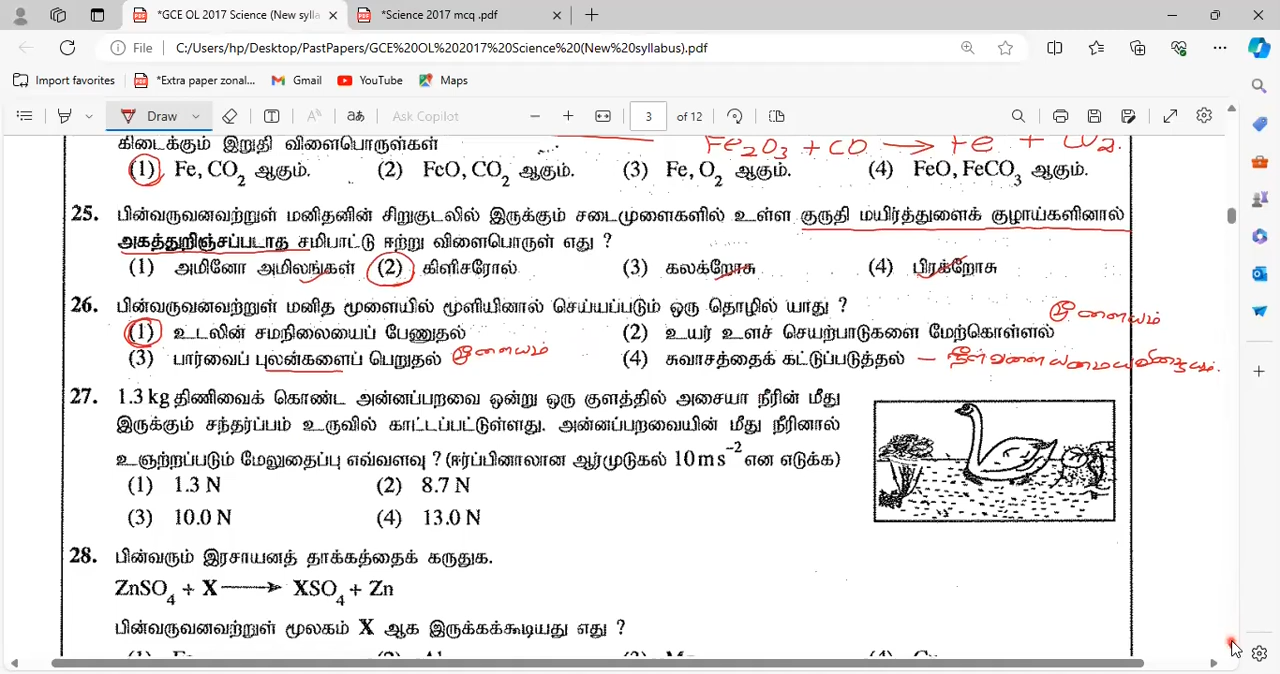 *GCE OL 2017 Science (New sylla
*Science 2017 mcq .pdf
File C:/Users/hp/Desktop/PastPapers/GCE%20OL%202017%20Science%20(New%20syllabus).pdf
Import favorites *Extra paper zonal... Gmail YouTube Maps
Draw Ask Copilot 3 of 12
கிடைக்கும் இறுதி விளைபொருள்கள் Fe2O3 + CO → Fe + CO2.
(1) Fe, CO2 ஆகும். (2) FeO, CO2 ஆகும். (3) Fe, O2 ஆகும். (4) FeO, FeCO3 ஆகும்.
25. பின்வருவனவற்றுள் மனிதனின் சிறுகுடலில் இருக்கும் சடைமுளைகளில் உள்ள குருதி மயிர்த்துளைக் குழாய்களினால்
அகத்துறிஞ்சப்படாத சமிபாட்டு ஈற்று விளைபொருள் எது ?
(1) அமினோ அமிலங்கள் (2) கிளிசரோல் (3) கலக்றோசு (4) பிரக்றோசு
26. பின்வருவனவற்றுள் மனித மூளையில் மூளியினால் செய்யப்படும் ஒரு தொழில் யாது ?
(1) உடலின் சமநிலையைப் பேணுதல் (2) உயர் உளச் செயற்பாடுகளை மேற்கொள்ளல்
(3) பார்வைப் புலன்களைப் பெறுதல் (4) சுவாசத்தைக் கட்டுப்படுத்தல் –
27. 1.3 kg திணிவைக் கொண்ட அன்னப்பறவை ஒன்று ஒரு குளத்தில் அசையா நீரின் மீது
இருக்கும் சந்தர்ப்பம் உருவில் காட்டப்பட்டுள்ளது. அன்னப்பறவையின் மீது நீரினால்
உஞற்றப்படும் மேலுதைப்பு எவ்வளவு ? (ஈர்ப்பினாலான ஆர்முடுகல் 10 m s⁻² என எடுக்க)
(1) 1.3 N (2) 8.7 N
(3) 10.0 N (4) 13.0 N
28. பின்வரும் இரசாயனத் தாக்கத்தைக் கருதுக.
ZnSO4 + X → XSO4 + Zn
பின்வருவனவற்றுள் மூலகம் X ஆக இருக்கக்கூடியது எது ?